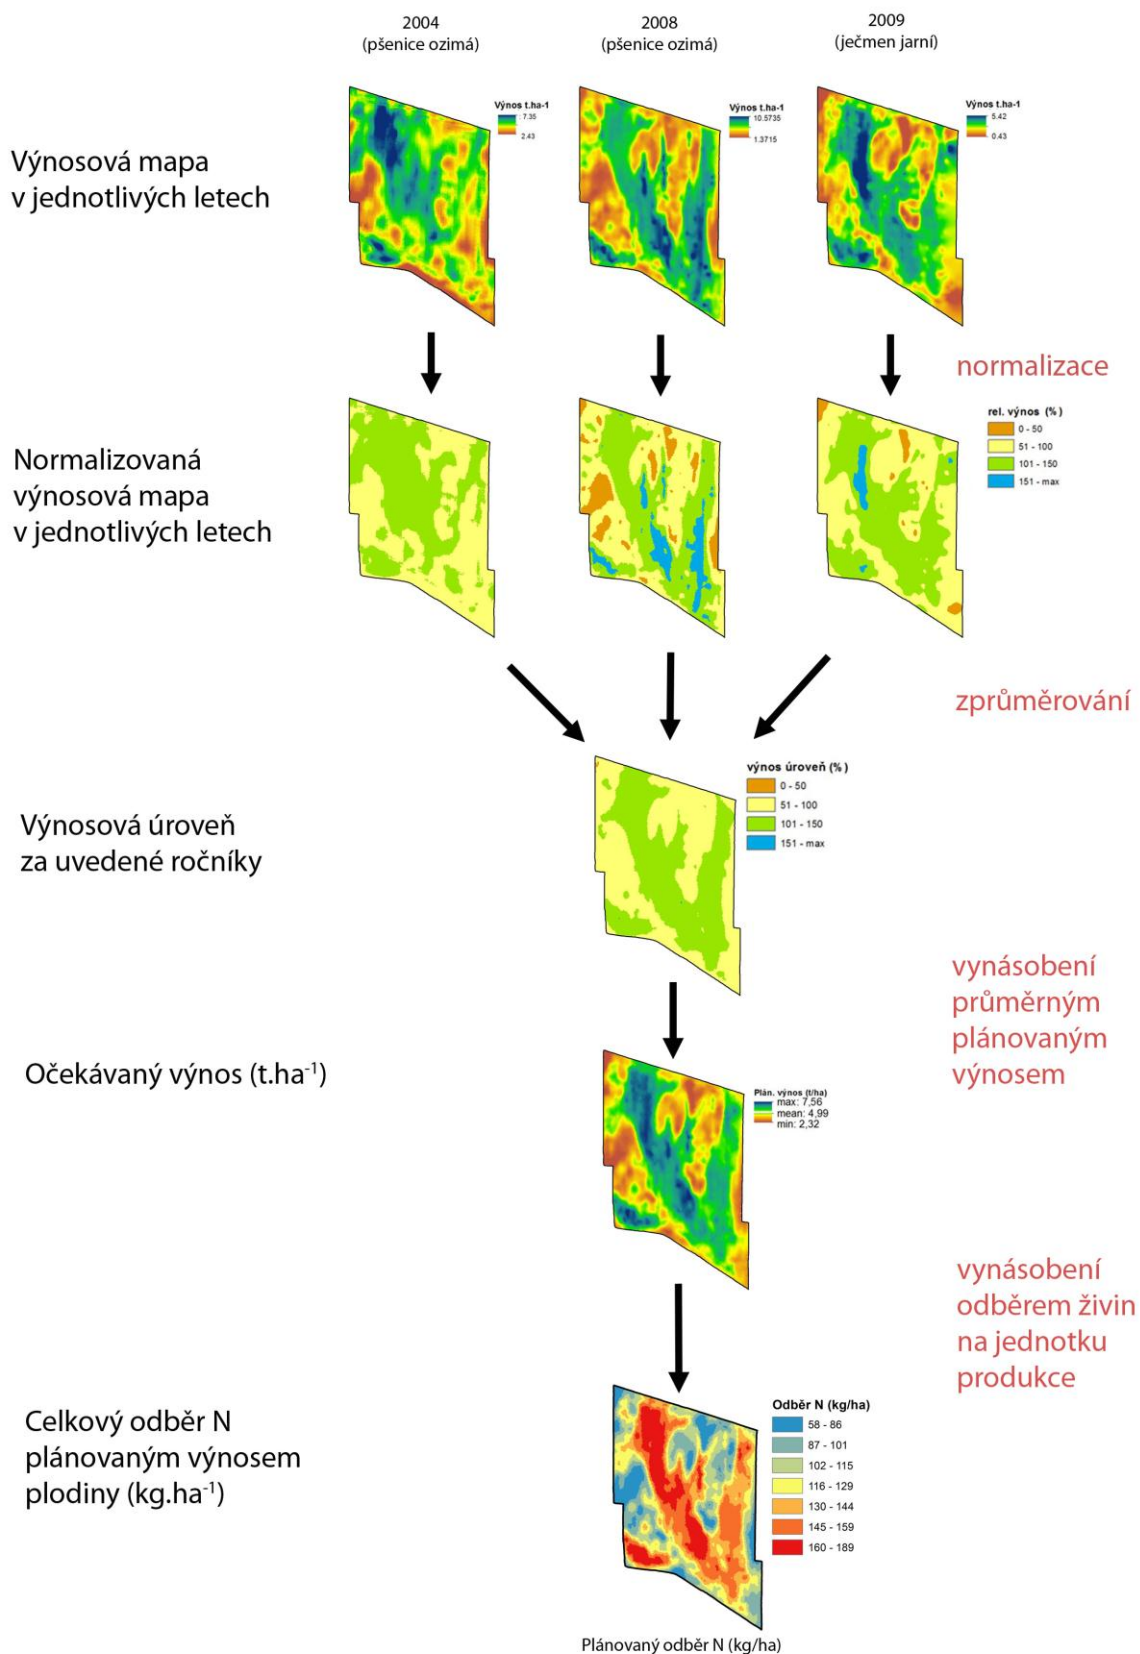 2004
(pšenice ozimá)
2008
(pšenice ozimá)
2009
(ječmen jarní)
Výnosová mapa
v jednotlivých letech
Výnos t.ha-1
7.35
2.43
Výnos t.ha-1
10.5735
1.3715
Výnos t.ha-1
5.42
0.43
normalizace
Normalizovaná
výnosová mapa
v jednotlivých letech
rel. výnos (%)
0 - 50
51 - 100
101 - 150
151 - max
zprůměrování
Výnosová úroveň
za uvedené ročníky
výnos úroveň (%)
0 - 50
51 - 100
101 - 150
151 - max
vynásobení
průměrným
plánovaným
výnosem
Očekávaný výnos (t.ha-1)
Plán. výnos (t/ha)
max: 7,56
mean: 4,99
min: 2,32
vynásobení
odběrem živin
na jednotku
produkce
Celkový odběr N
plánovaným výnosem
plodiny (kg.ha-1)
Odběr N (kg/ha)
58 - 86
87 - 101
102 - 115
116 - 129
130 - 144
145 - 159
160 - 189
Plánovaný odběr N (kg/ha)